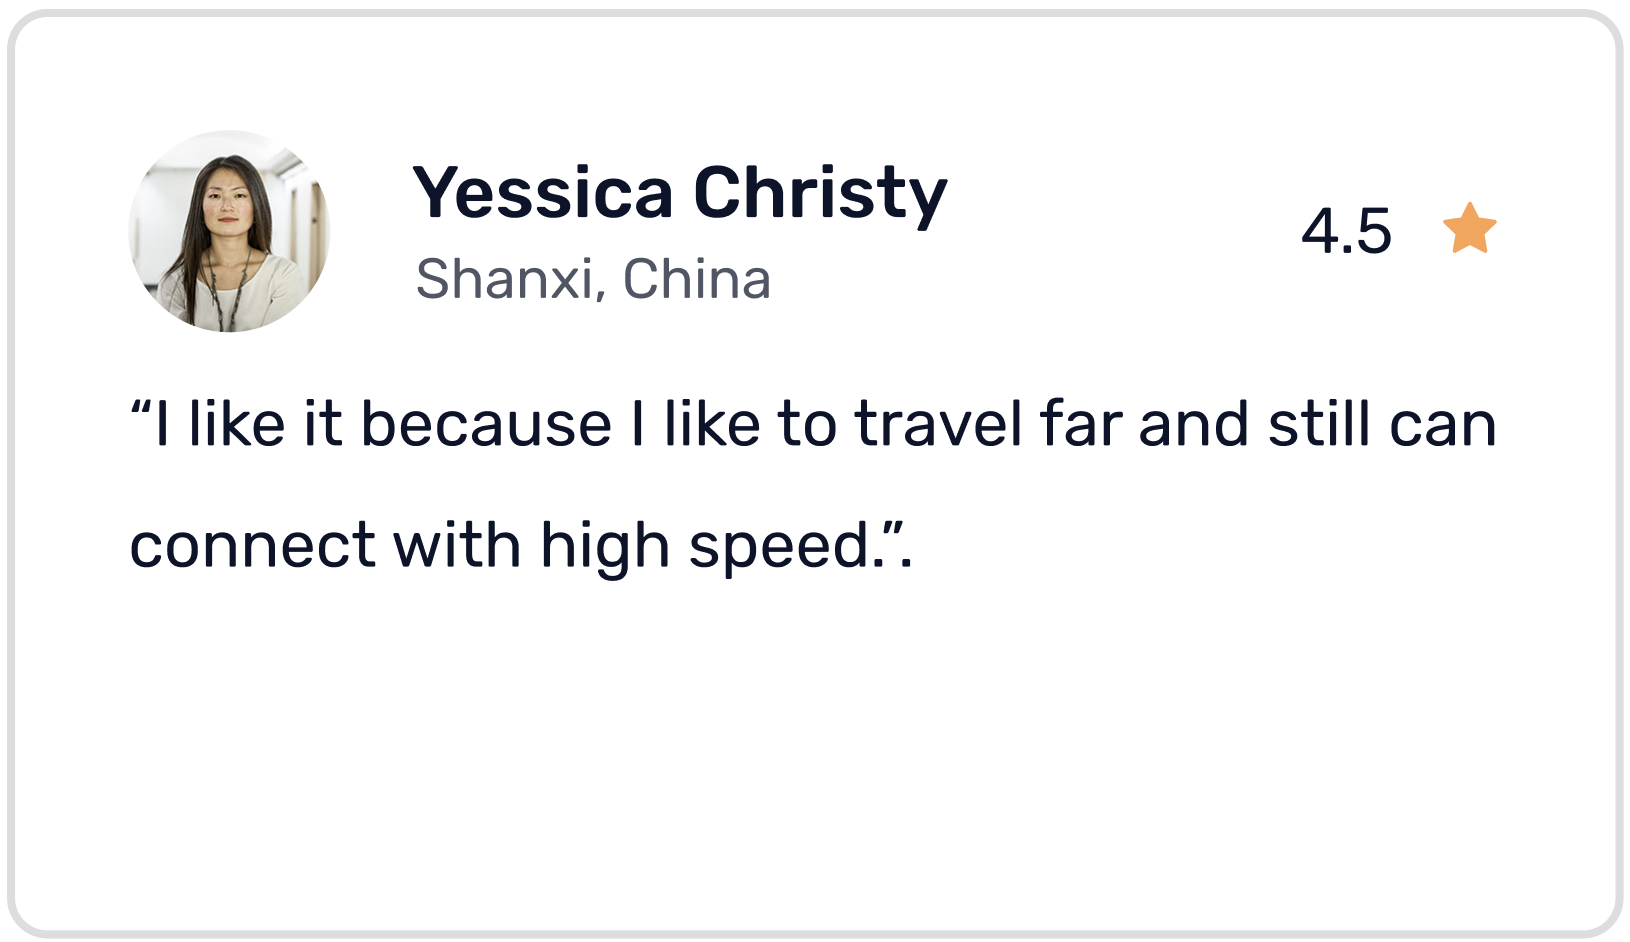 Yessica Christy
Shanxi, China
4.5
“I like it because I like to travel far and still can
connect with high speed.”.